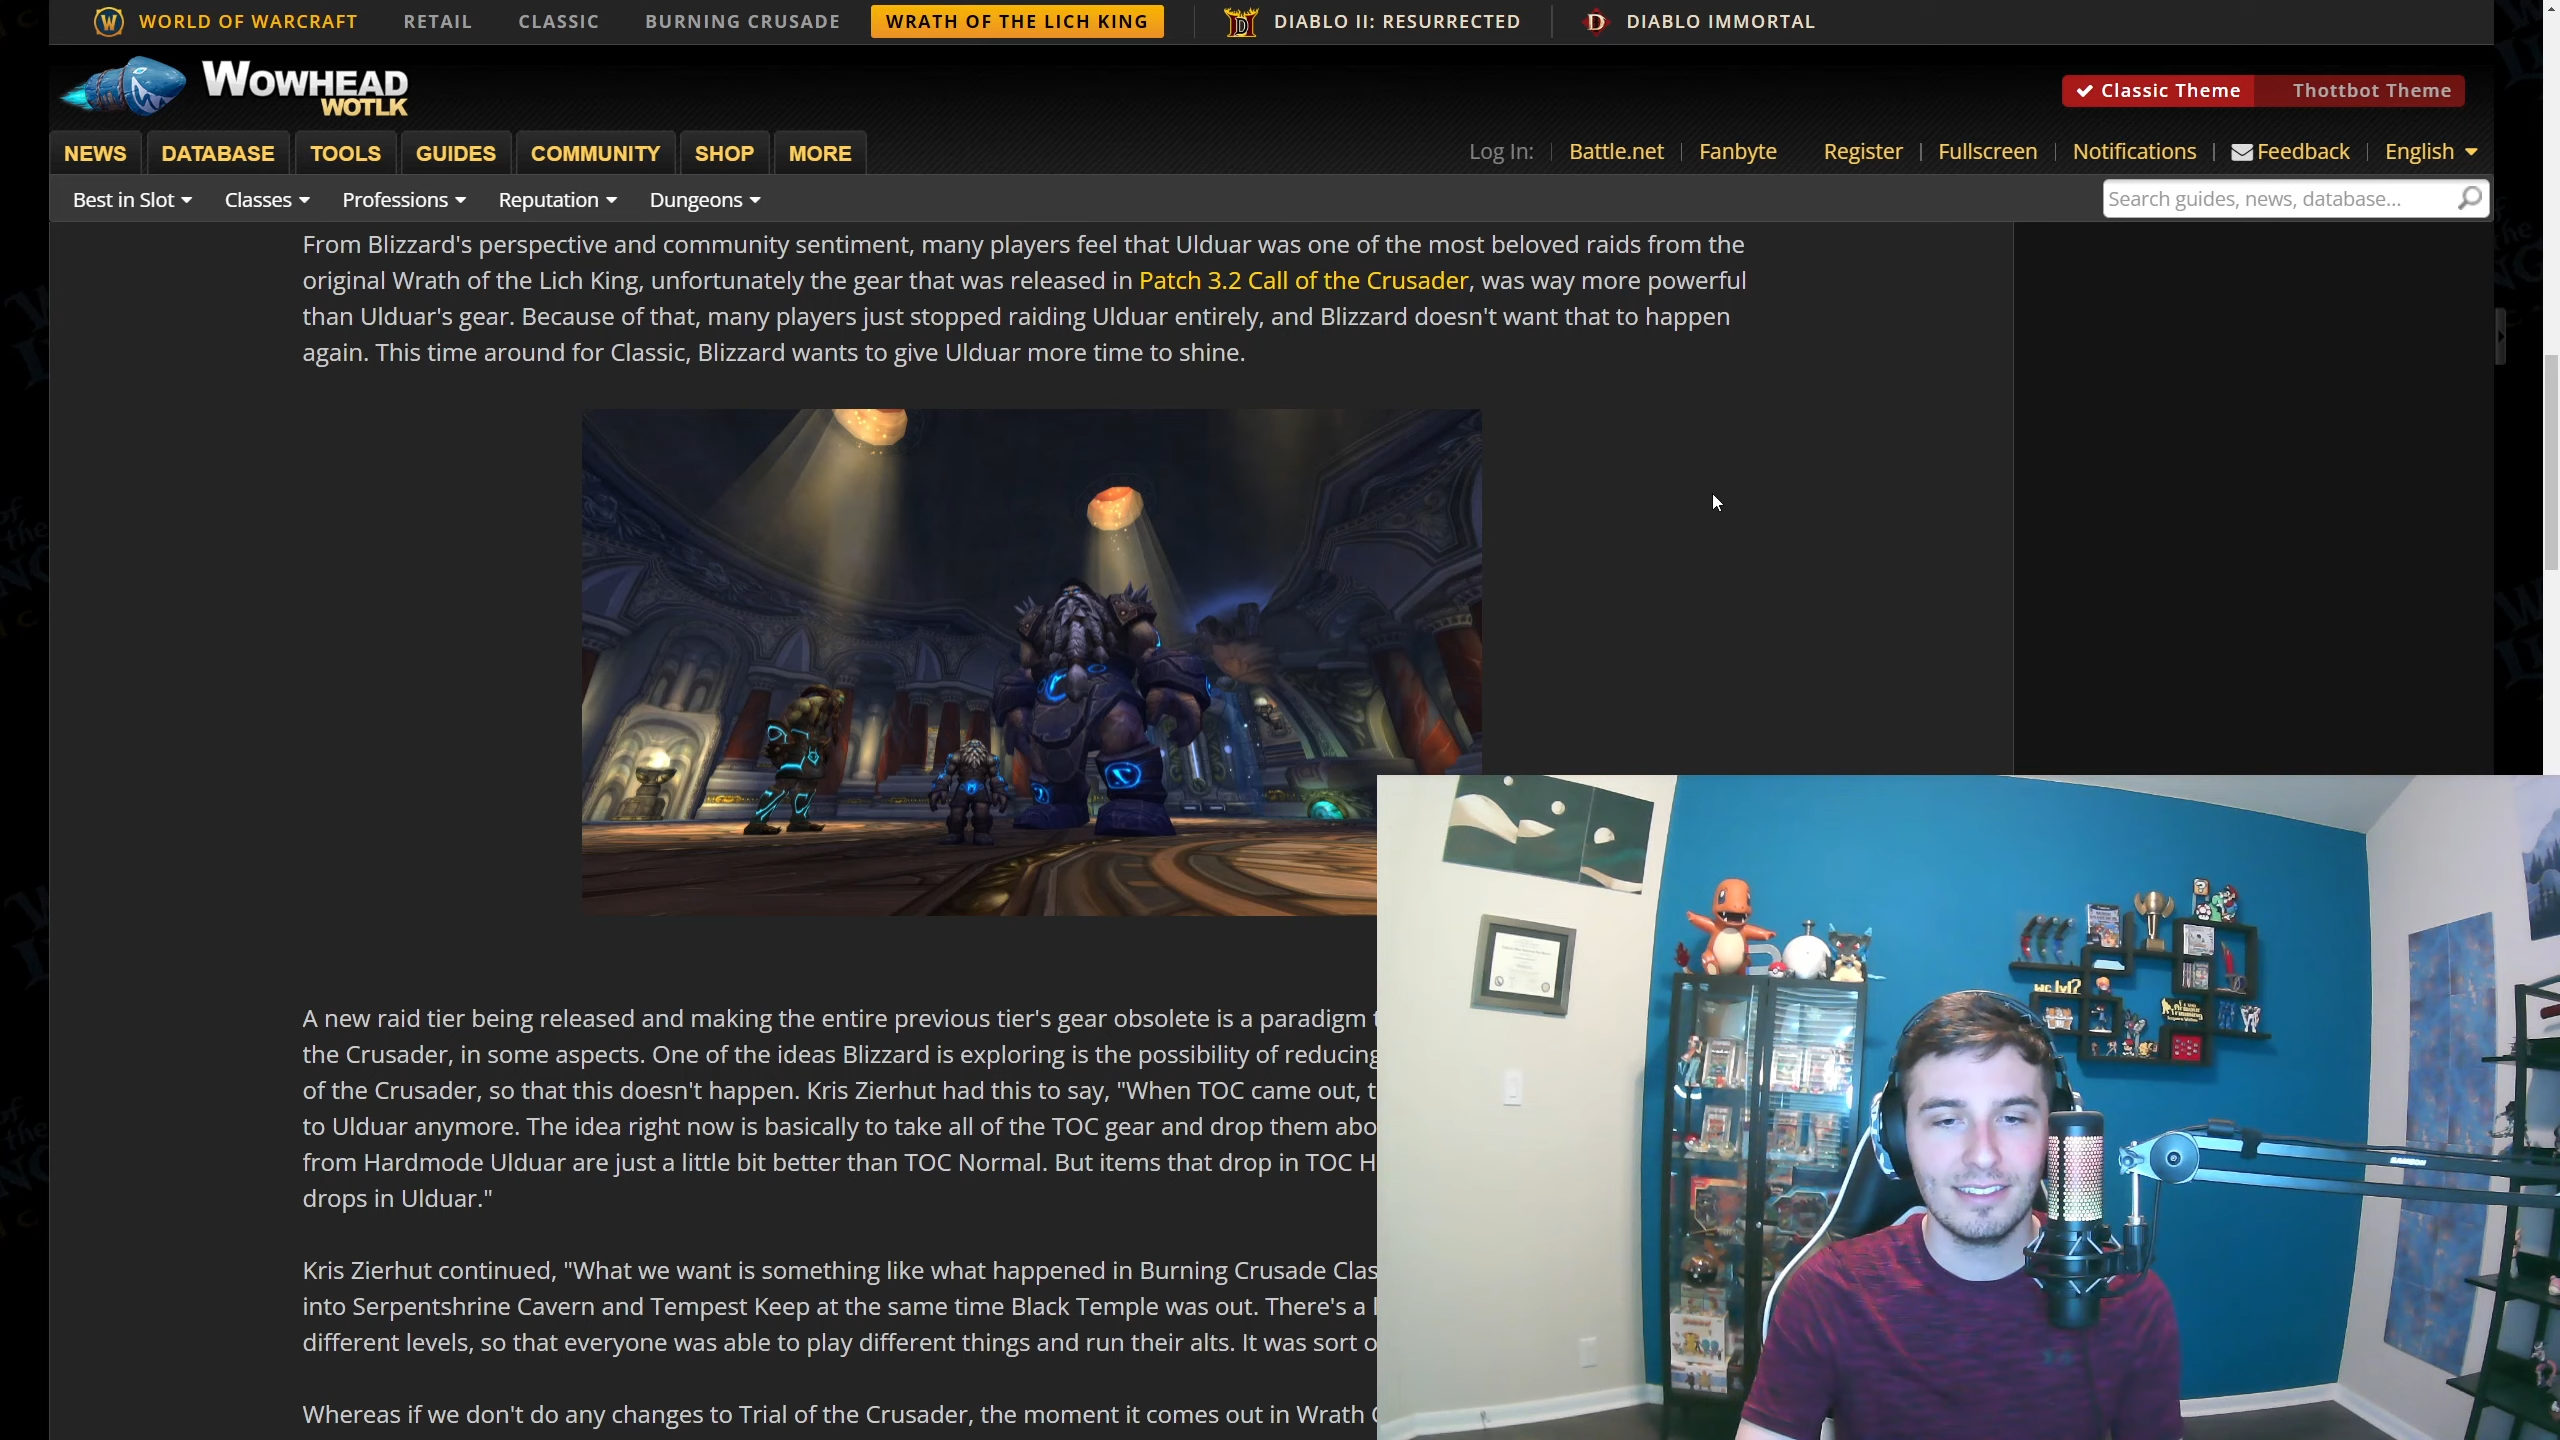 WORLD OF WARCRAFT RETAIL CLASSIC BURNING CRUSADE WRATH OF THE LICH KING DIABLO II: RESURRECTED DIABLO IMMORTAL
WOWHEAD
WOTLK
Classic Theme Thottbot Theme
NEWS DATABASE TOOLS GUIDES COMMUNITY SHOP MORE Log In: Battle.net Fanbyte Register Fullscreen Notifications Feedback English
Best in Slot Classes Professions Reputation Dungeons Search guides, news, database...
From Blizzard's perspective and community sentiment, many players feel that Ulduar was one of the most beloved raids from the
original Wrath of the Lich King, unfortunately the gear that was released in Patch 3.2 Call of the Crusader, was way more powerful
than Ulduar's gear. Because of that, many players just stopped raiding Ulduar entirely, and Blizzard doesn't want that to happen
again. This time around for Classic, Blizzard wants to give Ulduar more time to shine.
A new raid tier being released and making the entire previous tier's gear obsolete is a paradigm
the Crusader, in some aspects. One of the ideas Blizzard is exploring is the possibility of reducing
of the Crusader, so that this doesn't happen. Kris Zierhut had this to say, "When TOC came out, t
to Ulduar anymore. The idea right now is basically to take all of the TOC gear and drop them abo
from Hardmode Ulduar are just a little bit better than TOC Normal. But items that drop in TOC H
drops in Ulduar."
Kris Zierhut continued, "What we want is something like what happened in Burning Crusade Clas
into Serpentshrine Cavern and Tempest Keep at the same time Black Temple was out. There's a
different levels, so that everyone was able to play different things and run their alts. It was sort o
Whereas if we don't do any changes to Trial of the Crusader, the moment it comes out in Wrath